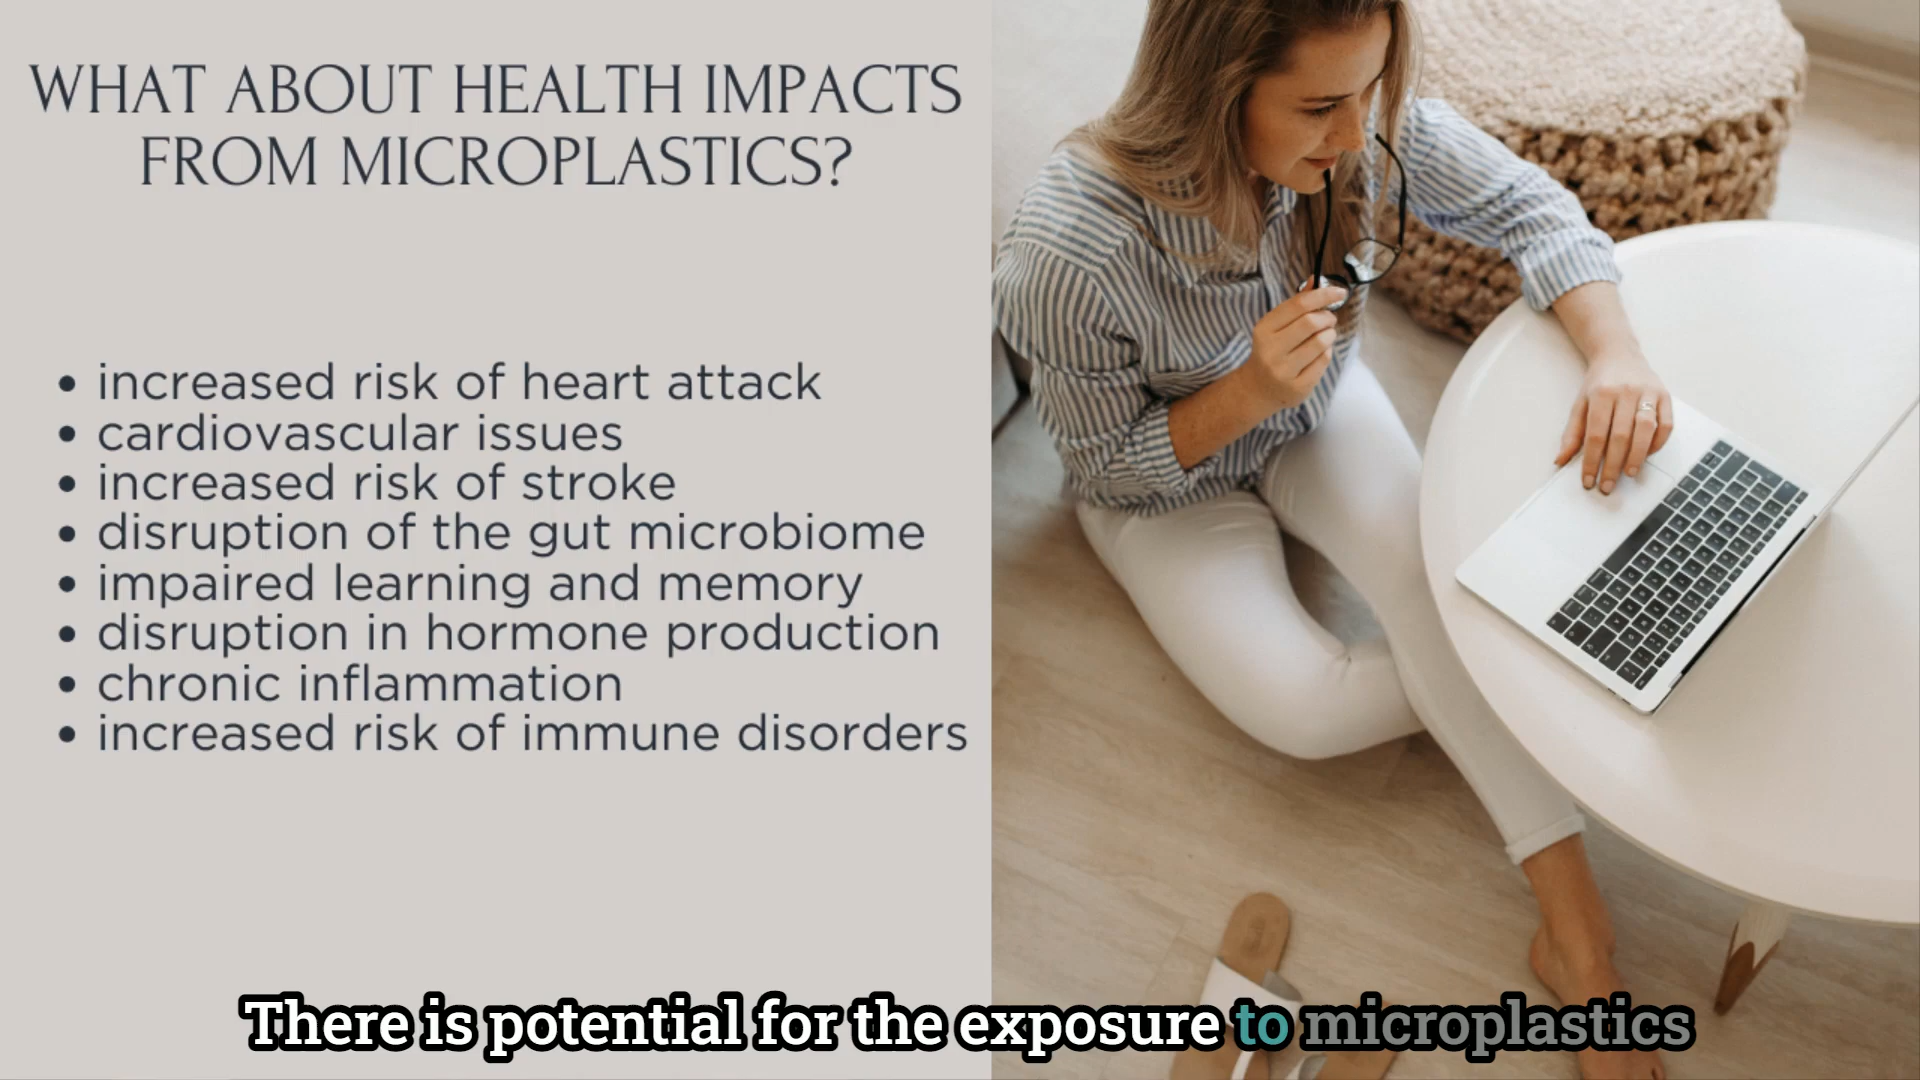 WHAT ABOUT HEALTH IMPACTS
FROM MICROPLASTICS?
• increased risk of heart attack
• cardiovascular issues
• increased risk of stroke
• disruption of the gut microbiome
• impaired learning and memory
• disruption in hormone production
• chronic inflammation
• increased risk of immune disorders
There is potential for the exposure to microplastics